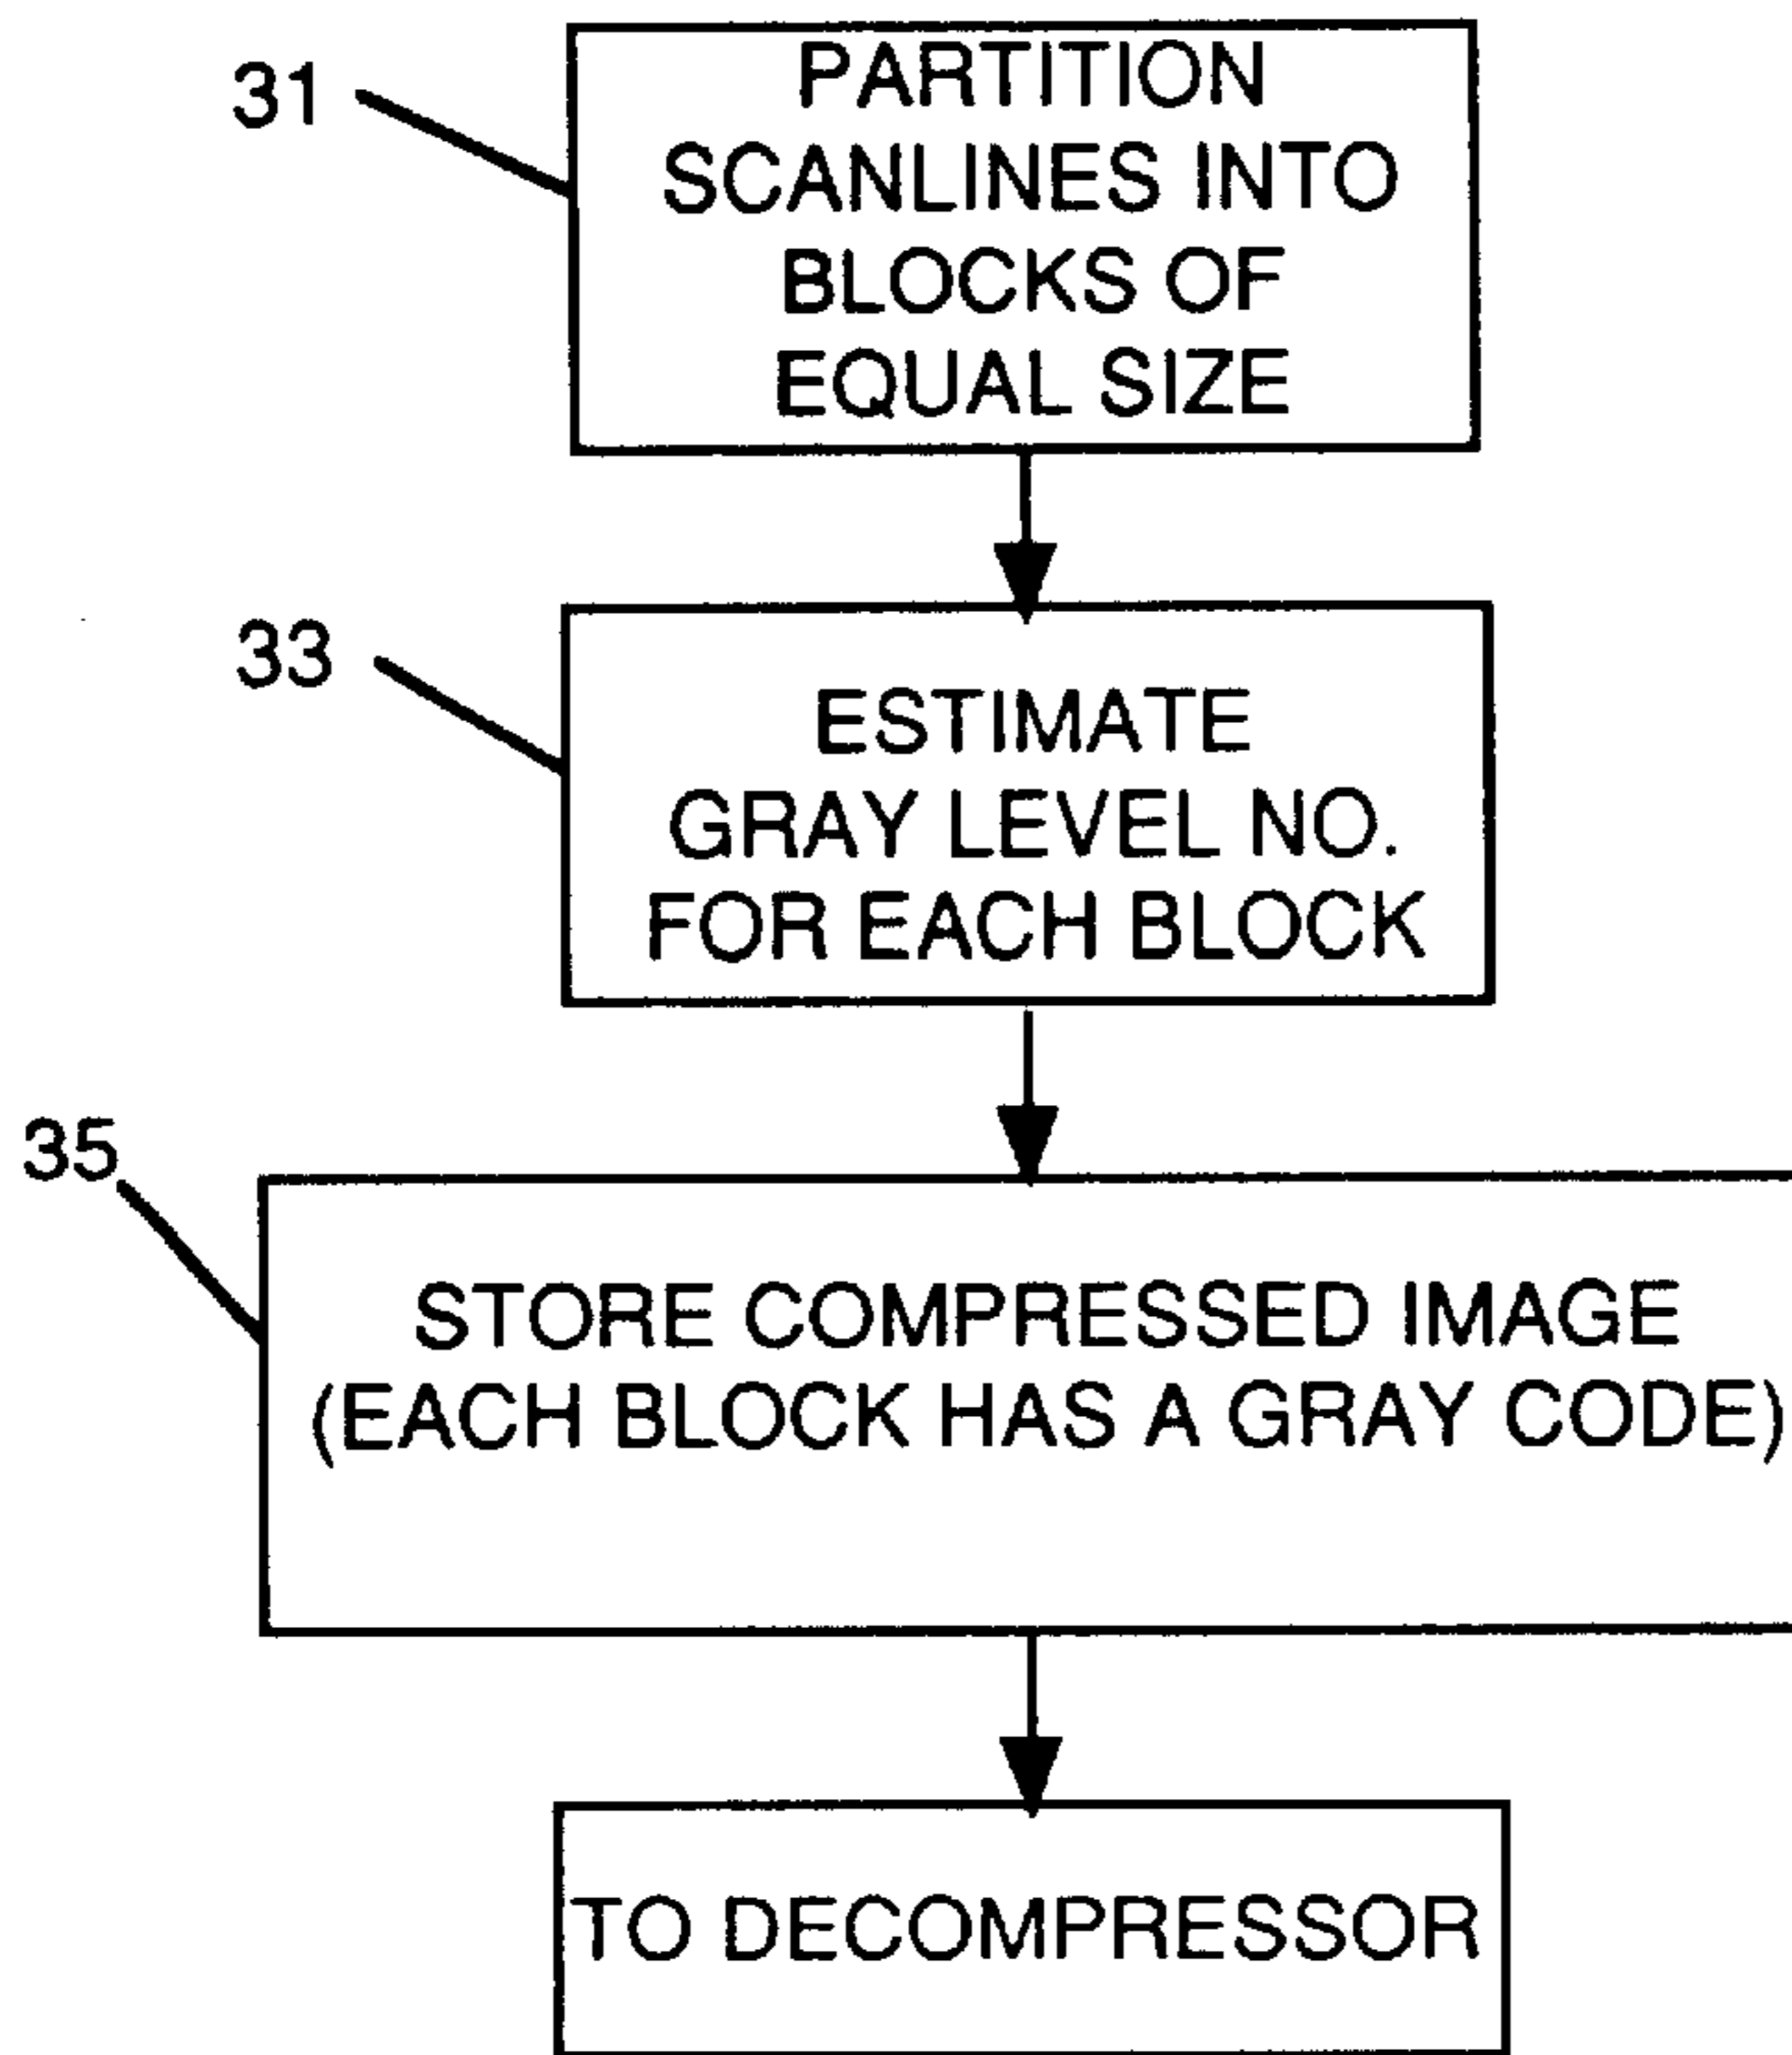 31
PARTITION
SCANLINES INTO
BLOCKS OF
EQUAL SIZE
33
ESTIMATE
GRAY LEVEL NO.
FOR EACH BLOCK
35
STORE COMPRESSED IMAGE
(EACH BLOCK HAS A GRAY CODE)
TO DECOMPRESSOR